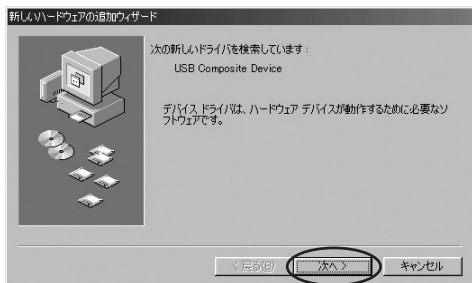 新しいハードウェアの追加ウィザード
次の新しいドライバを検索しています：
USB Composite Device
デバイス ドライバは、ハードウェア デバイスが動作するために必要なソ
フトウェアです。
< 戻る(B)
次へ >
キャンセル